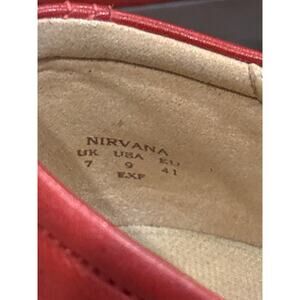 NIRVANA
UK USA EU
7 9 41
EXF